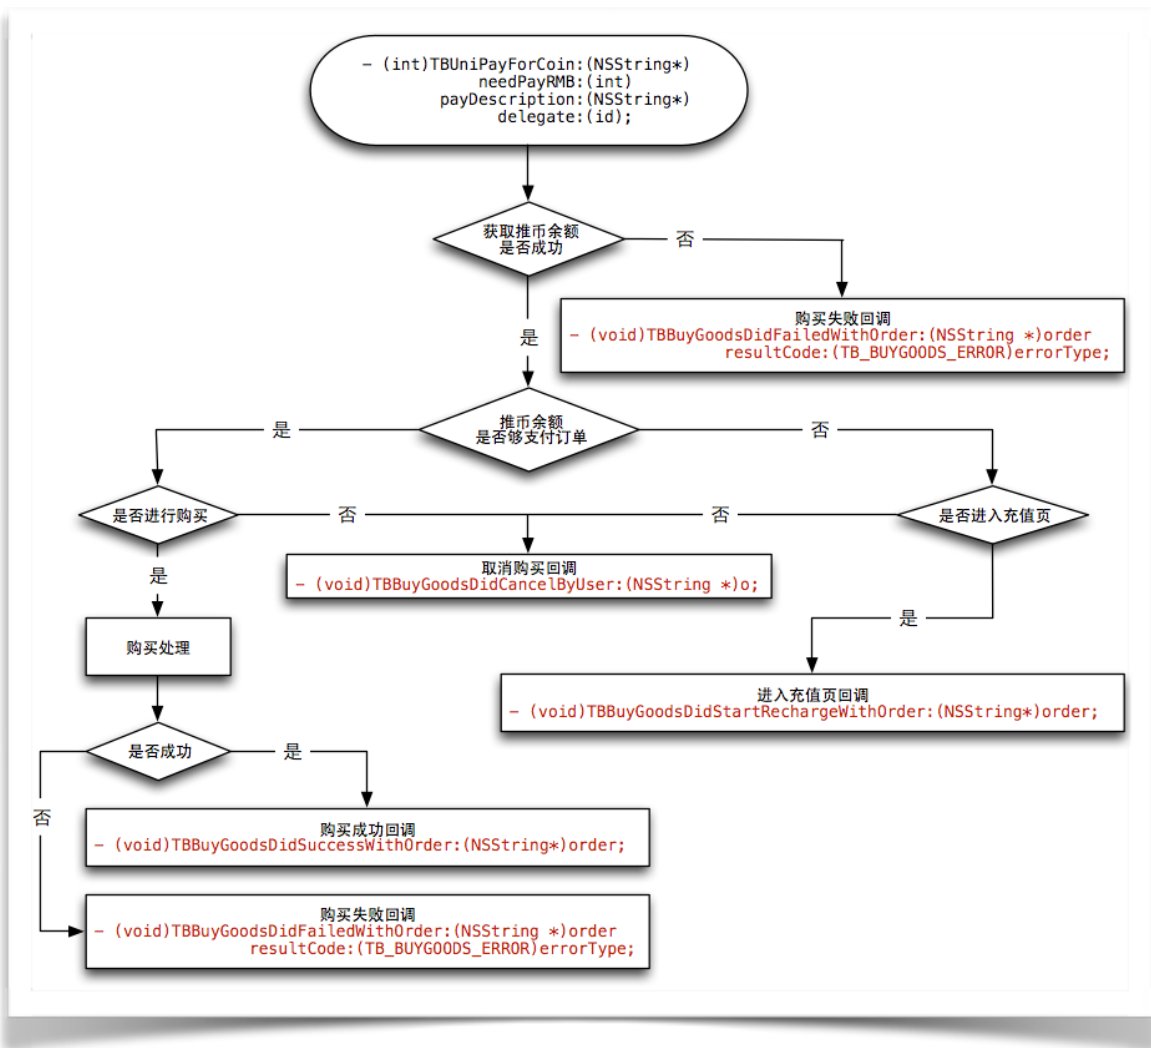 - (int)TBUniPayForCoin:(NSString*)
needPayRMB:(int)
payDescription:(NSString*)
delegate:(id);
获取推币余额
是否成功
否
是
购买失败回调
- (void)TBBuyGoodsDidFailedWithOrder:(NSString *)order
resultCode:(TB_BUYGOODS_ERROR)errorType;
推币余额
是否够支付订单
是
否
是否进行购买
否
否
是否进入充值页
取消购买回调
- (void)TBBuyGoodsDidCancelByUser:(NSString *)o;
是
购买处理
是
进入充值页回调
- (void)TBBuyGoodsDidStartRechargeWithOrder:(NSString*)order;
是否成功
是
否
购买成功回调
- (void)TBBuyGoodsDidSuccessWithOrder:(NSString*)order;
购买失败回调
- (void)TBBuyGoodsDidFailedWithOrder:(NSString *)order
resultCode:(TB_BUYGOODS_ERROR)errorType;